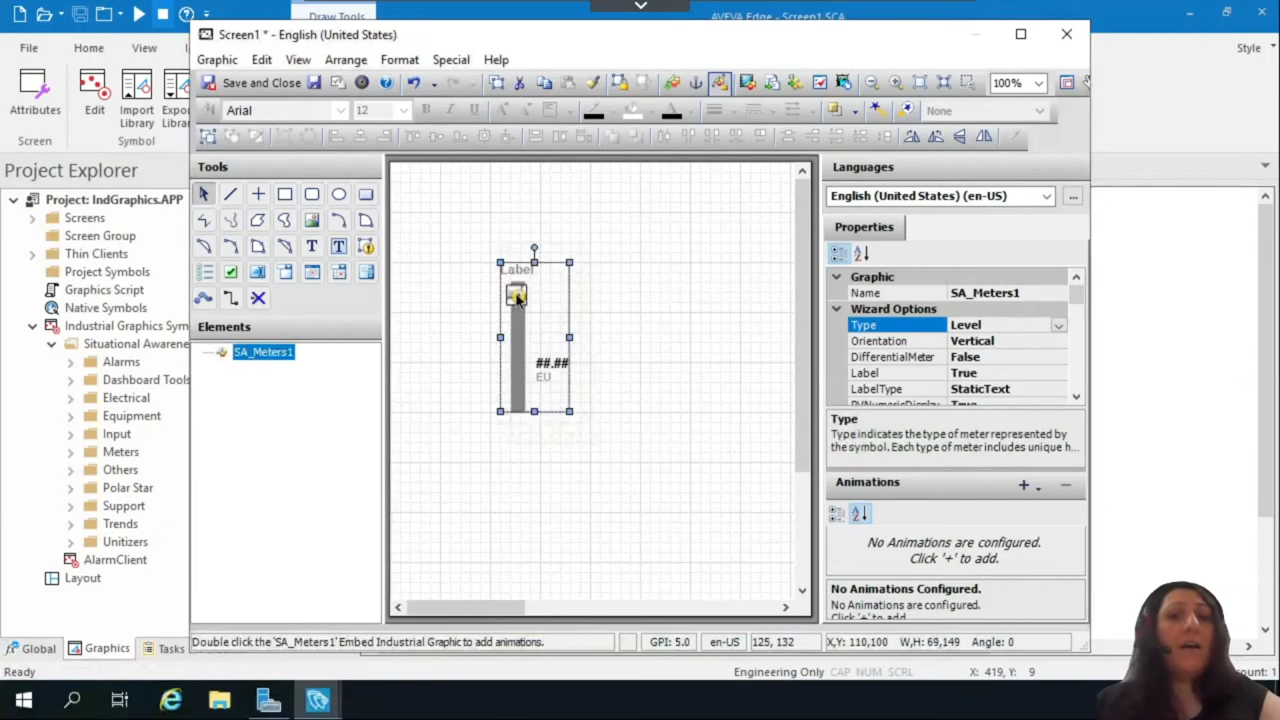 Draw Tools
AVEVA Edge - Screen1.SCA
File
Home
View
Style
Attributes
Edit
Import
Library
Screen
Symbol
Project Explorer
Project: IndGraphics.APP
Screens
Screen Group
Thin Clients
Project Symbols
Graphics Script
Native Symbols
Industrial Graphics Sym
Situational Awarene
Alarms
Dashboard Tools
Electrical
Equipment
Input
Meters
Others
Polar Star
Support
Trends
Unitizers
AlarmClient
Layout
Global
Graphics
Tasks
Ready
Screen1 * - English (United States)
Graphic Edit View Arrange Format Special Help
Save and Close
100%
Arial
12
B I U
None
Tools
Elements
SA_Meters1
Label
##.##
EU
Languages
English (United States) (en-US)
Properties
Graphic
Name SA_Meters1
Wizard Options
Type Level
Orientation Vertical
DifferentialMeter False
Label True
LabelType StaticText
PVNumericDisplay True
Type
Type indicates the type of meter represented by
the symbol. Each type of meter includes unique h...
Animations
No Animations are configured.
Click '+' to add.
No Animations Configured.
No Animations are configured.
Click '+' to add
Double click the 'SA_Meters1' Embed Industrial Graphic to add animations.
GPI: 5.0
en-US
125, 132
X,Y: 110,100
W,H: 69,149
Angle: 0
Engineering Only
CAP NUM SCRL
X: 419, Y: 9
ount: 1